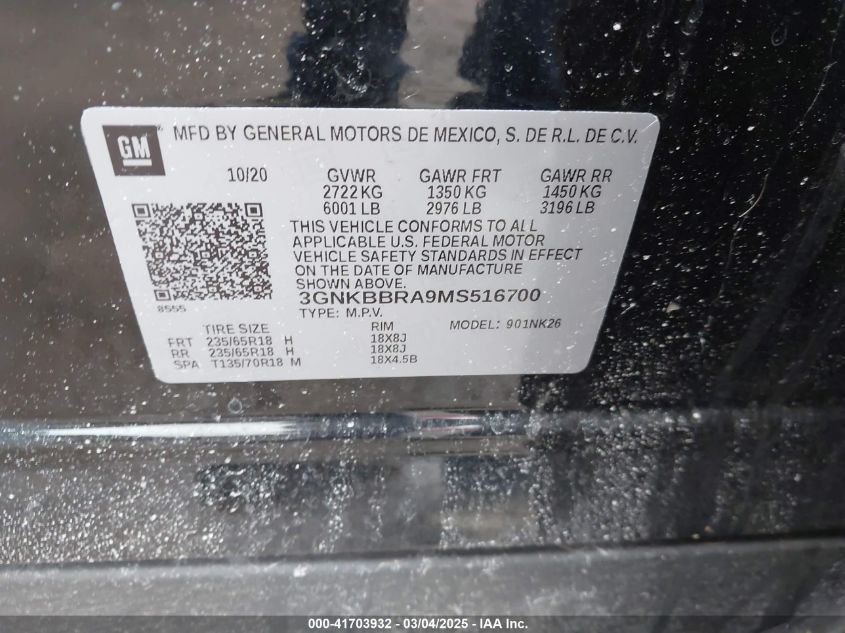 GM
MFD BY GENERAL MOTORS DE MEXICO, S. DE R.L. DE C.V.
10/20 GVWR GAWR FRT GAWR RR
2722 KG 1350 KG 1450 KG
6001 LB 2976 LB 3196 LB
THIS VEHICLE CONFORMS TO ALL
APPLICABLE U.S. FEDERAL MOTOR
VEHICLE SAFETY STANDARDS IN EFFECT
ON THE DATE OF MANUFACTURE
SHOWN ABOVE.
8555
3GNKBBRA9MS516700
TYPE: M.P.V. MODEL: 901NK26
TIRE SIZE RIM
FRT 235/65R18 H 18X8J
RR 235/65R18 H 18X8J
SPA T135/70R18 M 18X4.5B
000-41703932 - 03/04/2025 - IAA, Inc.